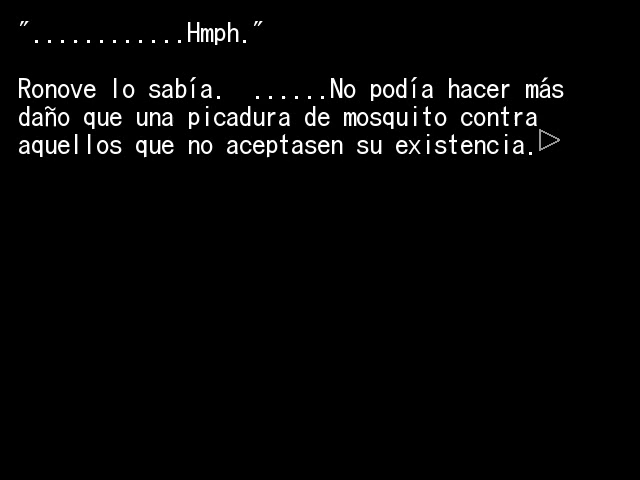 "............Hmph."
Ronove lo sabía.  ......No podía hacer más
daño que una picadura de mosquito contra
aquellos que no aceptasen su existencia.